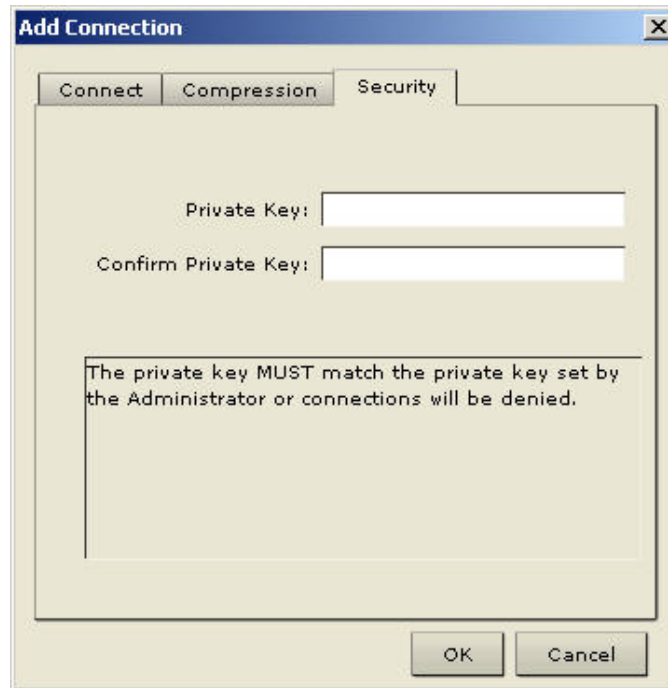 Add Connection
Connect Compression Security
Private Key:
Confirm Private Key:
The private key MUST match the private key set by
the Administrator or connections will be denied.
OK Cancel